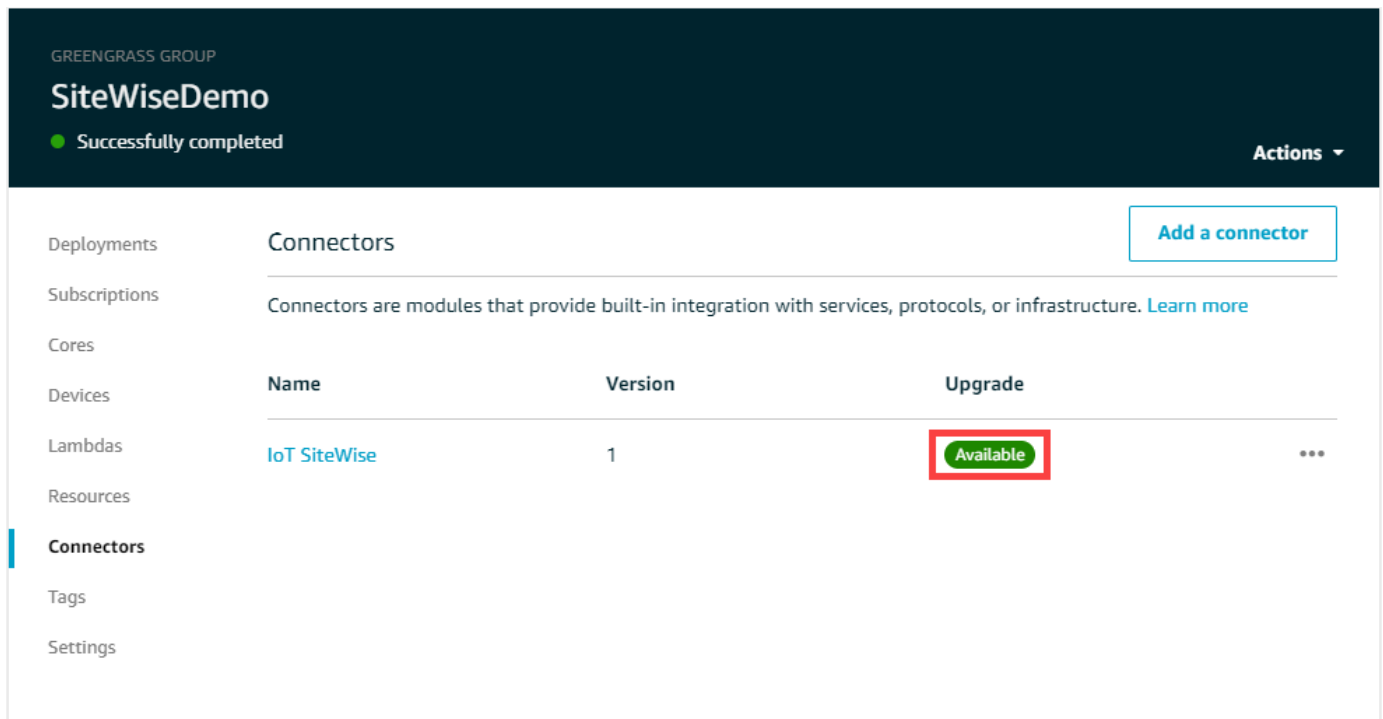 GREENGRASS GROUP
SiteWiseDemo
Successfully completed
Actions
Deployments
Subscriptions
Cores
Devices
Lambdas
Resources
Connectors
Tags
Settings
Connectors
Add a connector
Connectors are modules that provide built-in integration with services, protocols, or infrastructure. Learn more
Name Version Upgrade
IoT SiteWise 1 Available